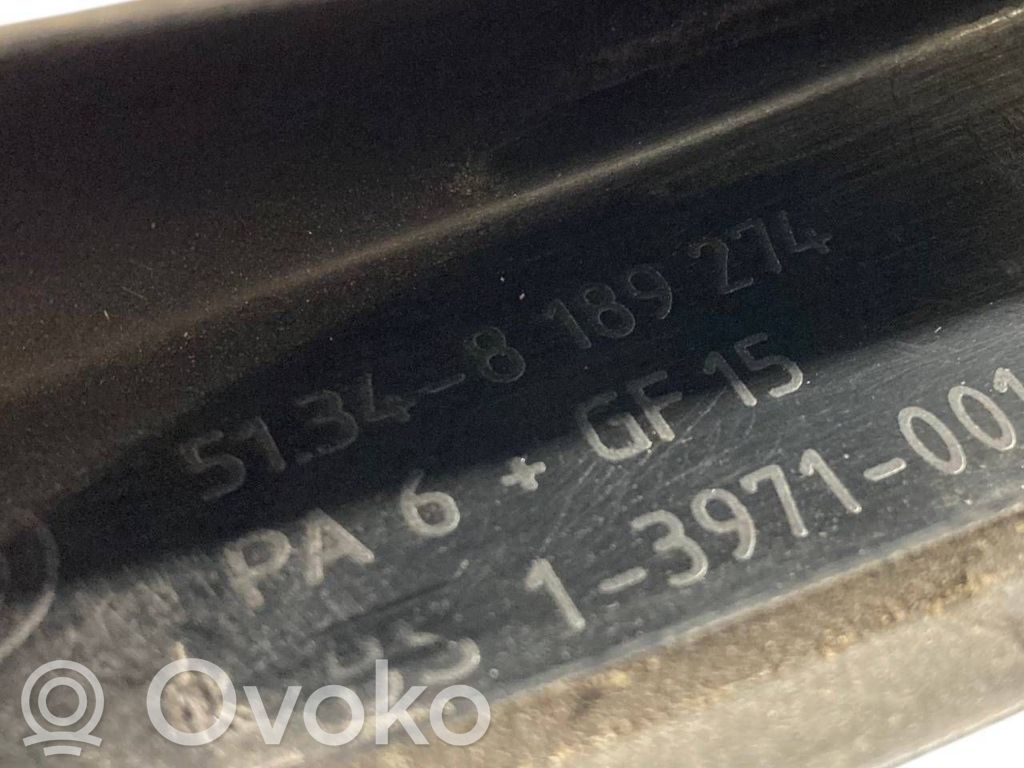 51.34-8 189 274
PA 6 + GF 15
1-3971-001
Ovoko